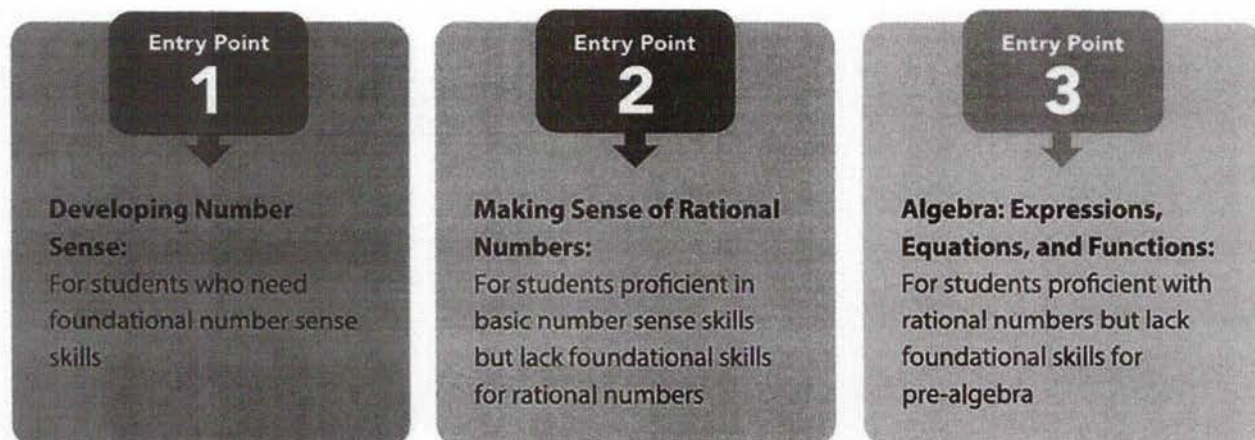 Entry Point
1
Developing Number
Sense:
For students who need
foundational number sense
skills
Entry Point
2
Making Sense of Rational
Numbers:
For students proficient in
basic number sense skills
but lack foundational skills
for rational numbers
Entry Point
3
Algebra: Expressions,
Equations, and Functions:
For students proficient with
rational numbers but lack
foundational skills for
pre-algebra